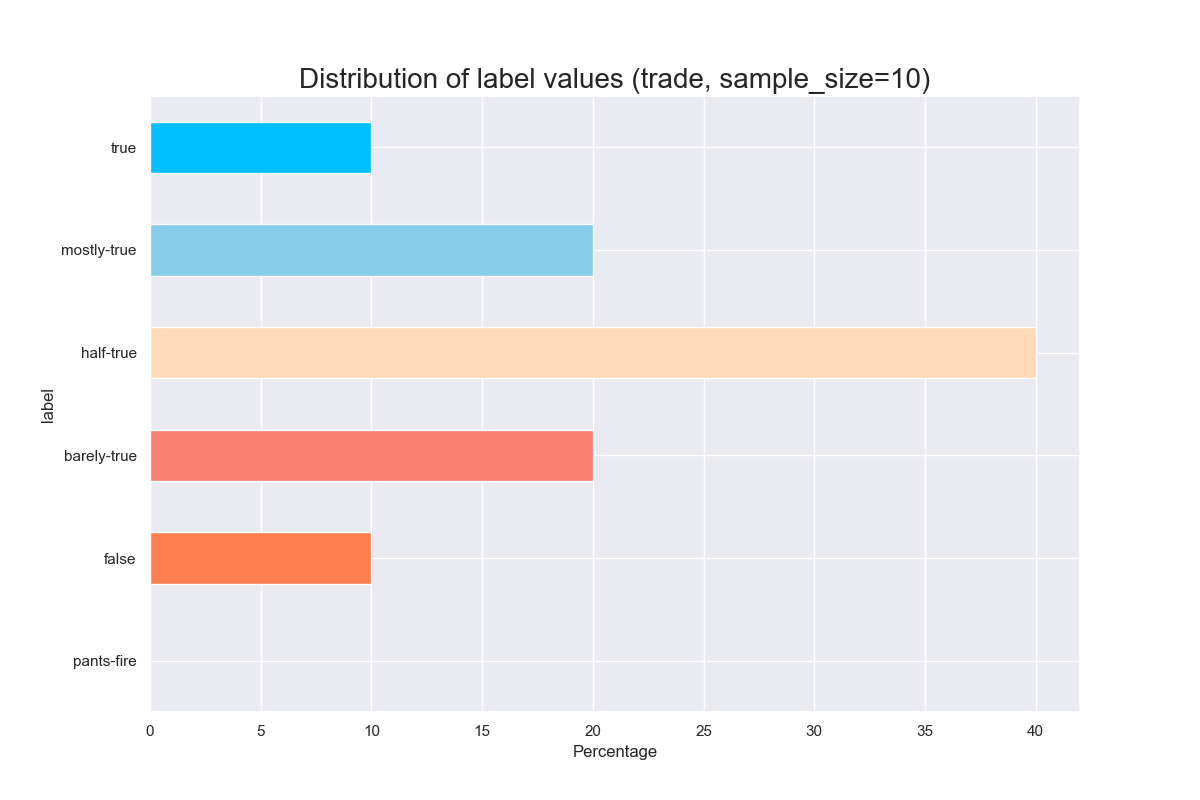 Distribution of label values (trade, sample_size=10)
true
mostly-true
half-true
barely-true
false
pants-fire
label
0 5 10 15 20 25 30 35 40
Percentage